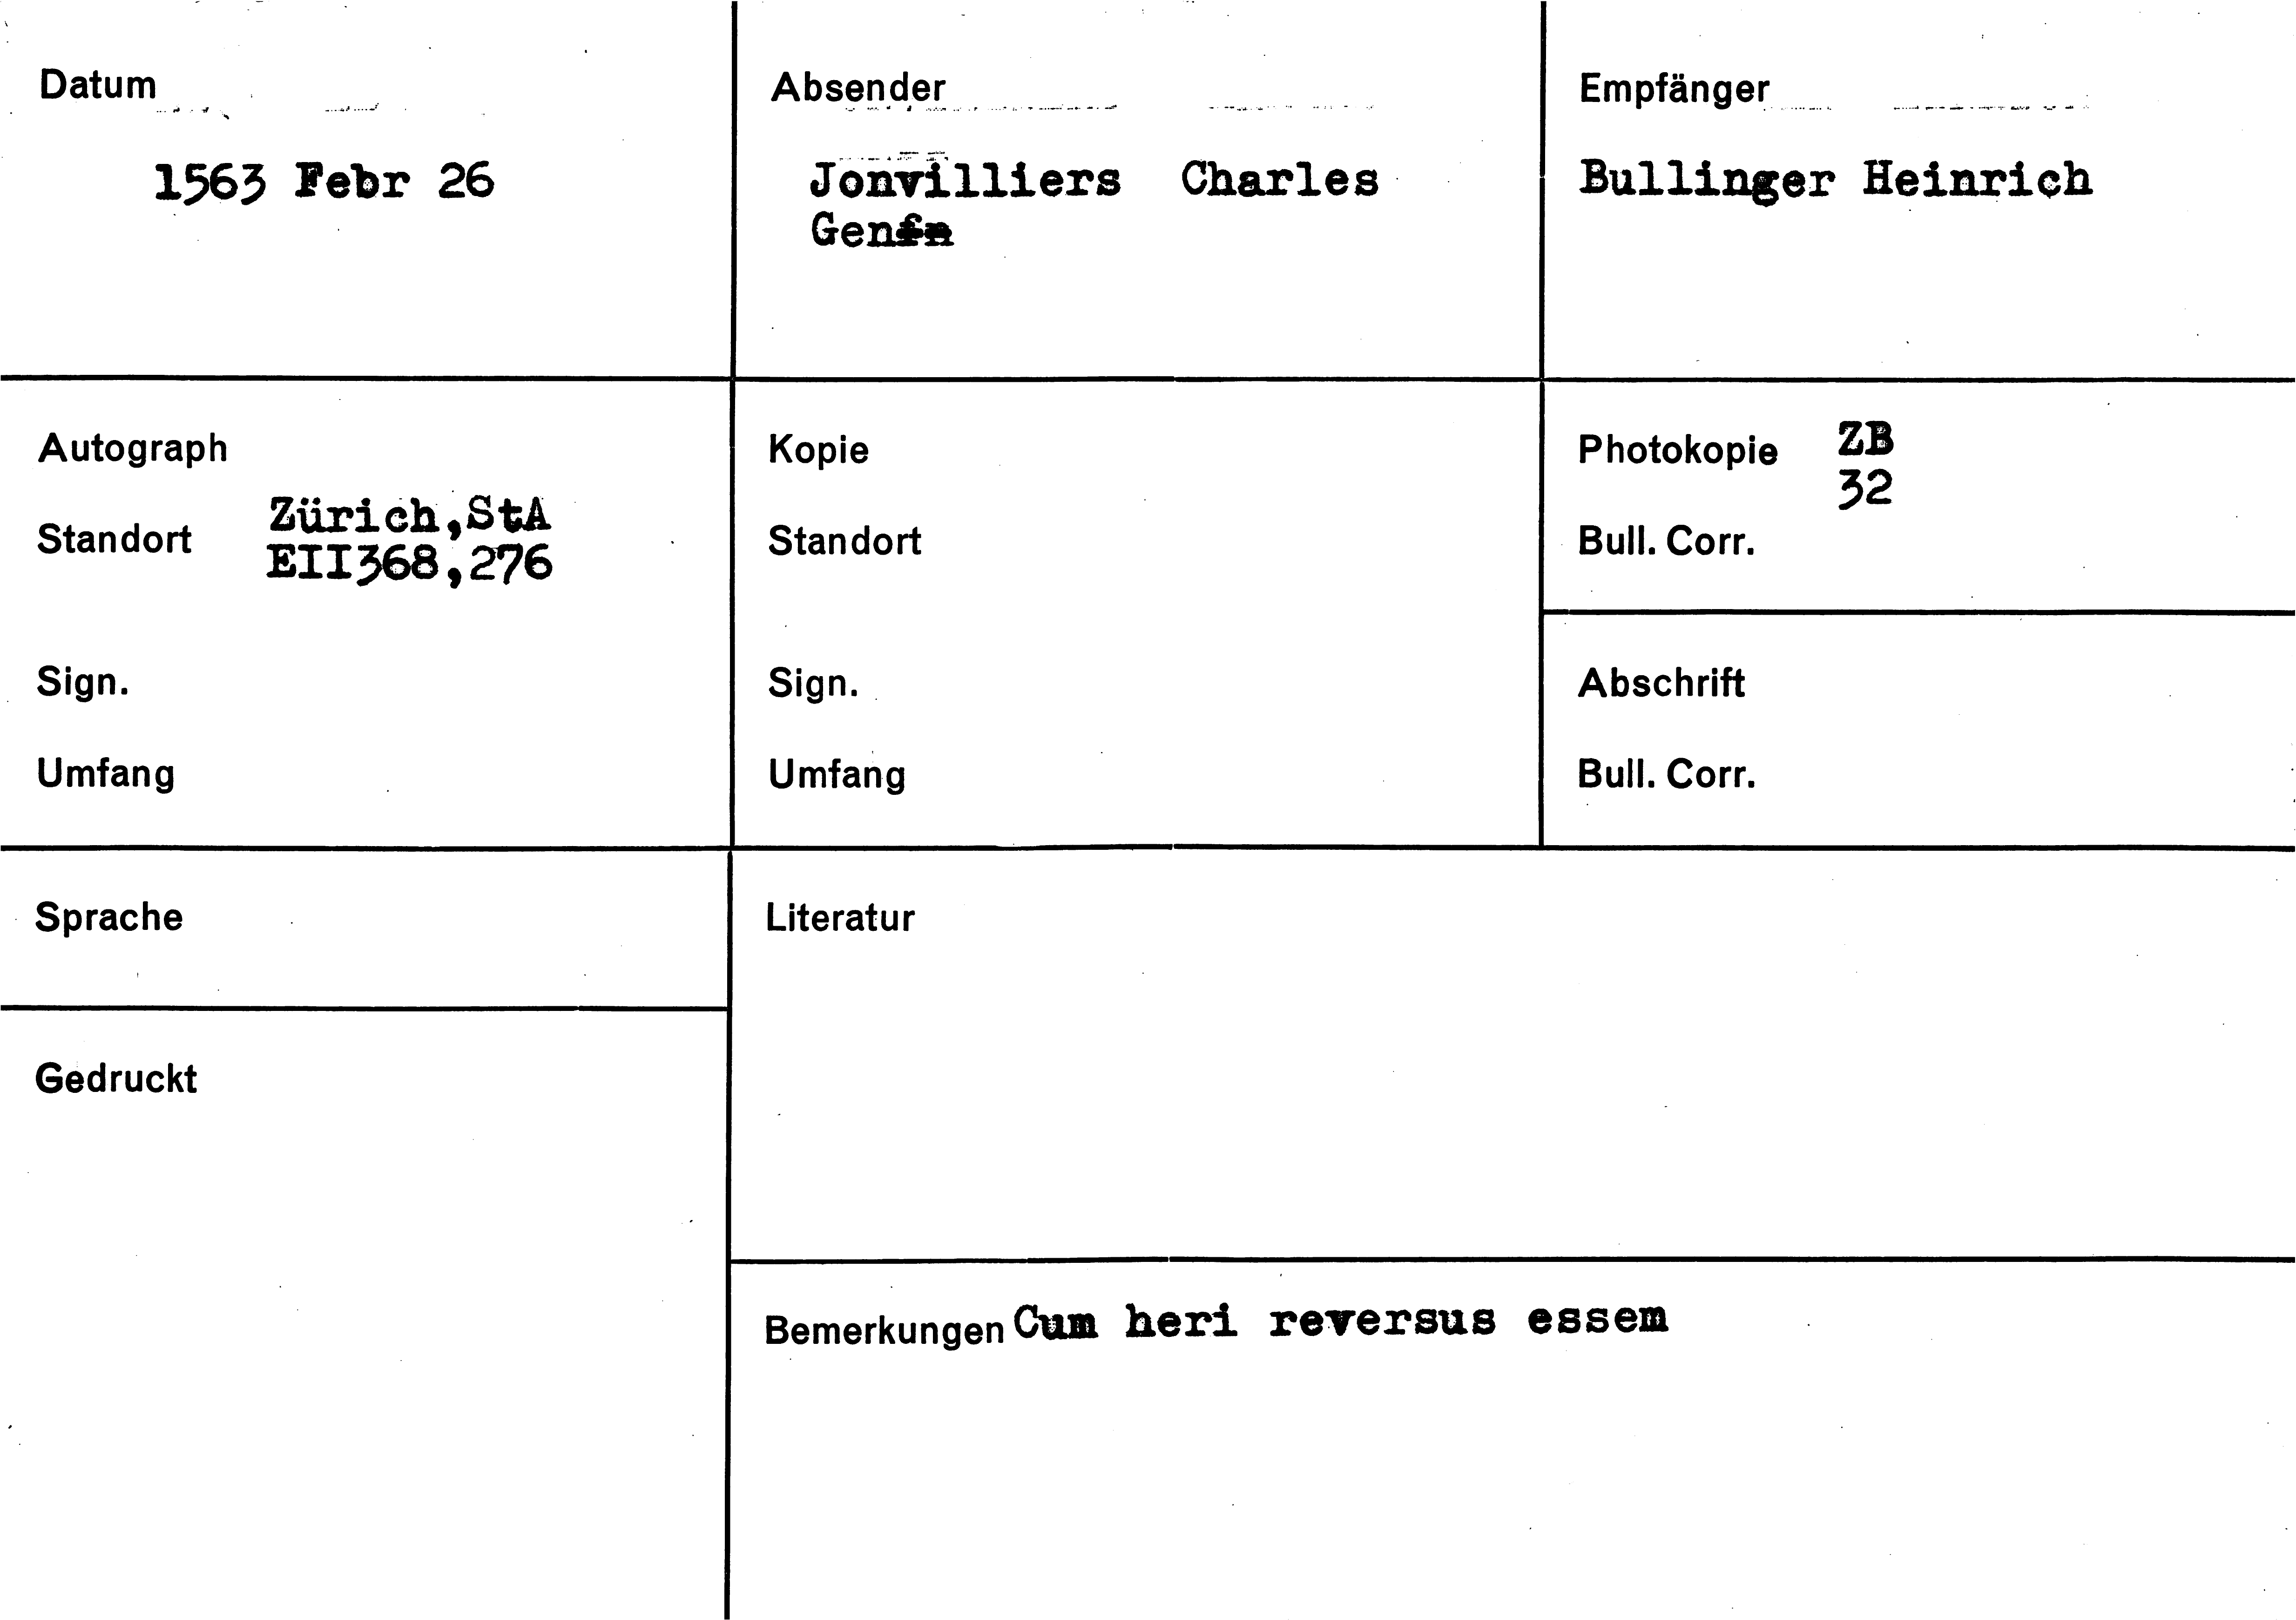 Datum
1563 Febr 26
Absender
Jonvilliers Charles
Genf
Empfänger
Bullinger Heinrich
Autograph
Standort Zürich,StA
EII368,276
Sign.
Umfang
Kopie
Standort
Sign.
Umfang
Photokopie ZB
32
Bull. Corr.
Abschrift
Bull. Corr.
Sprache
Gedruckt
Literatur
Bemerkungen Cum heri reversus essem